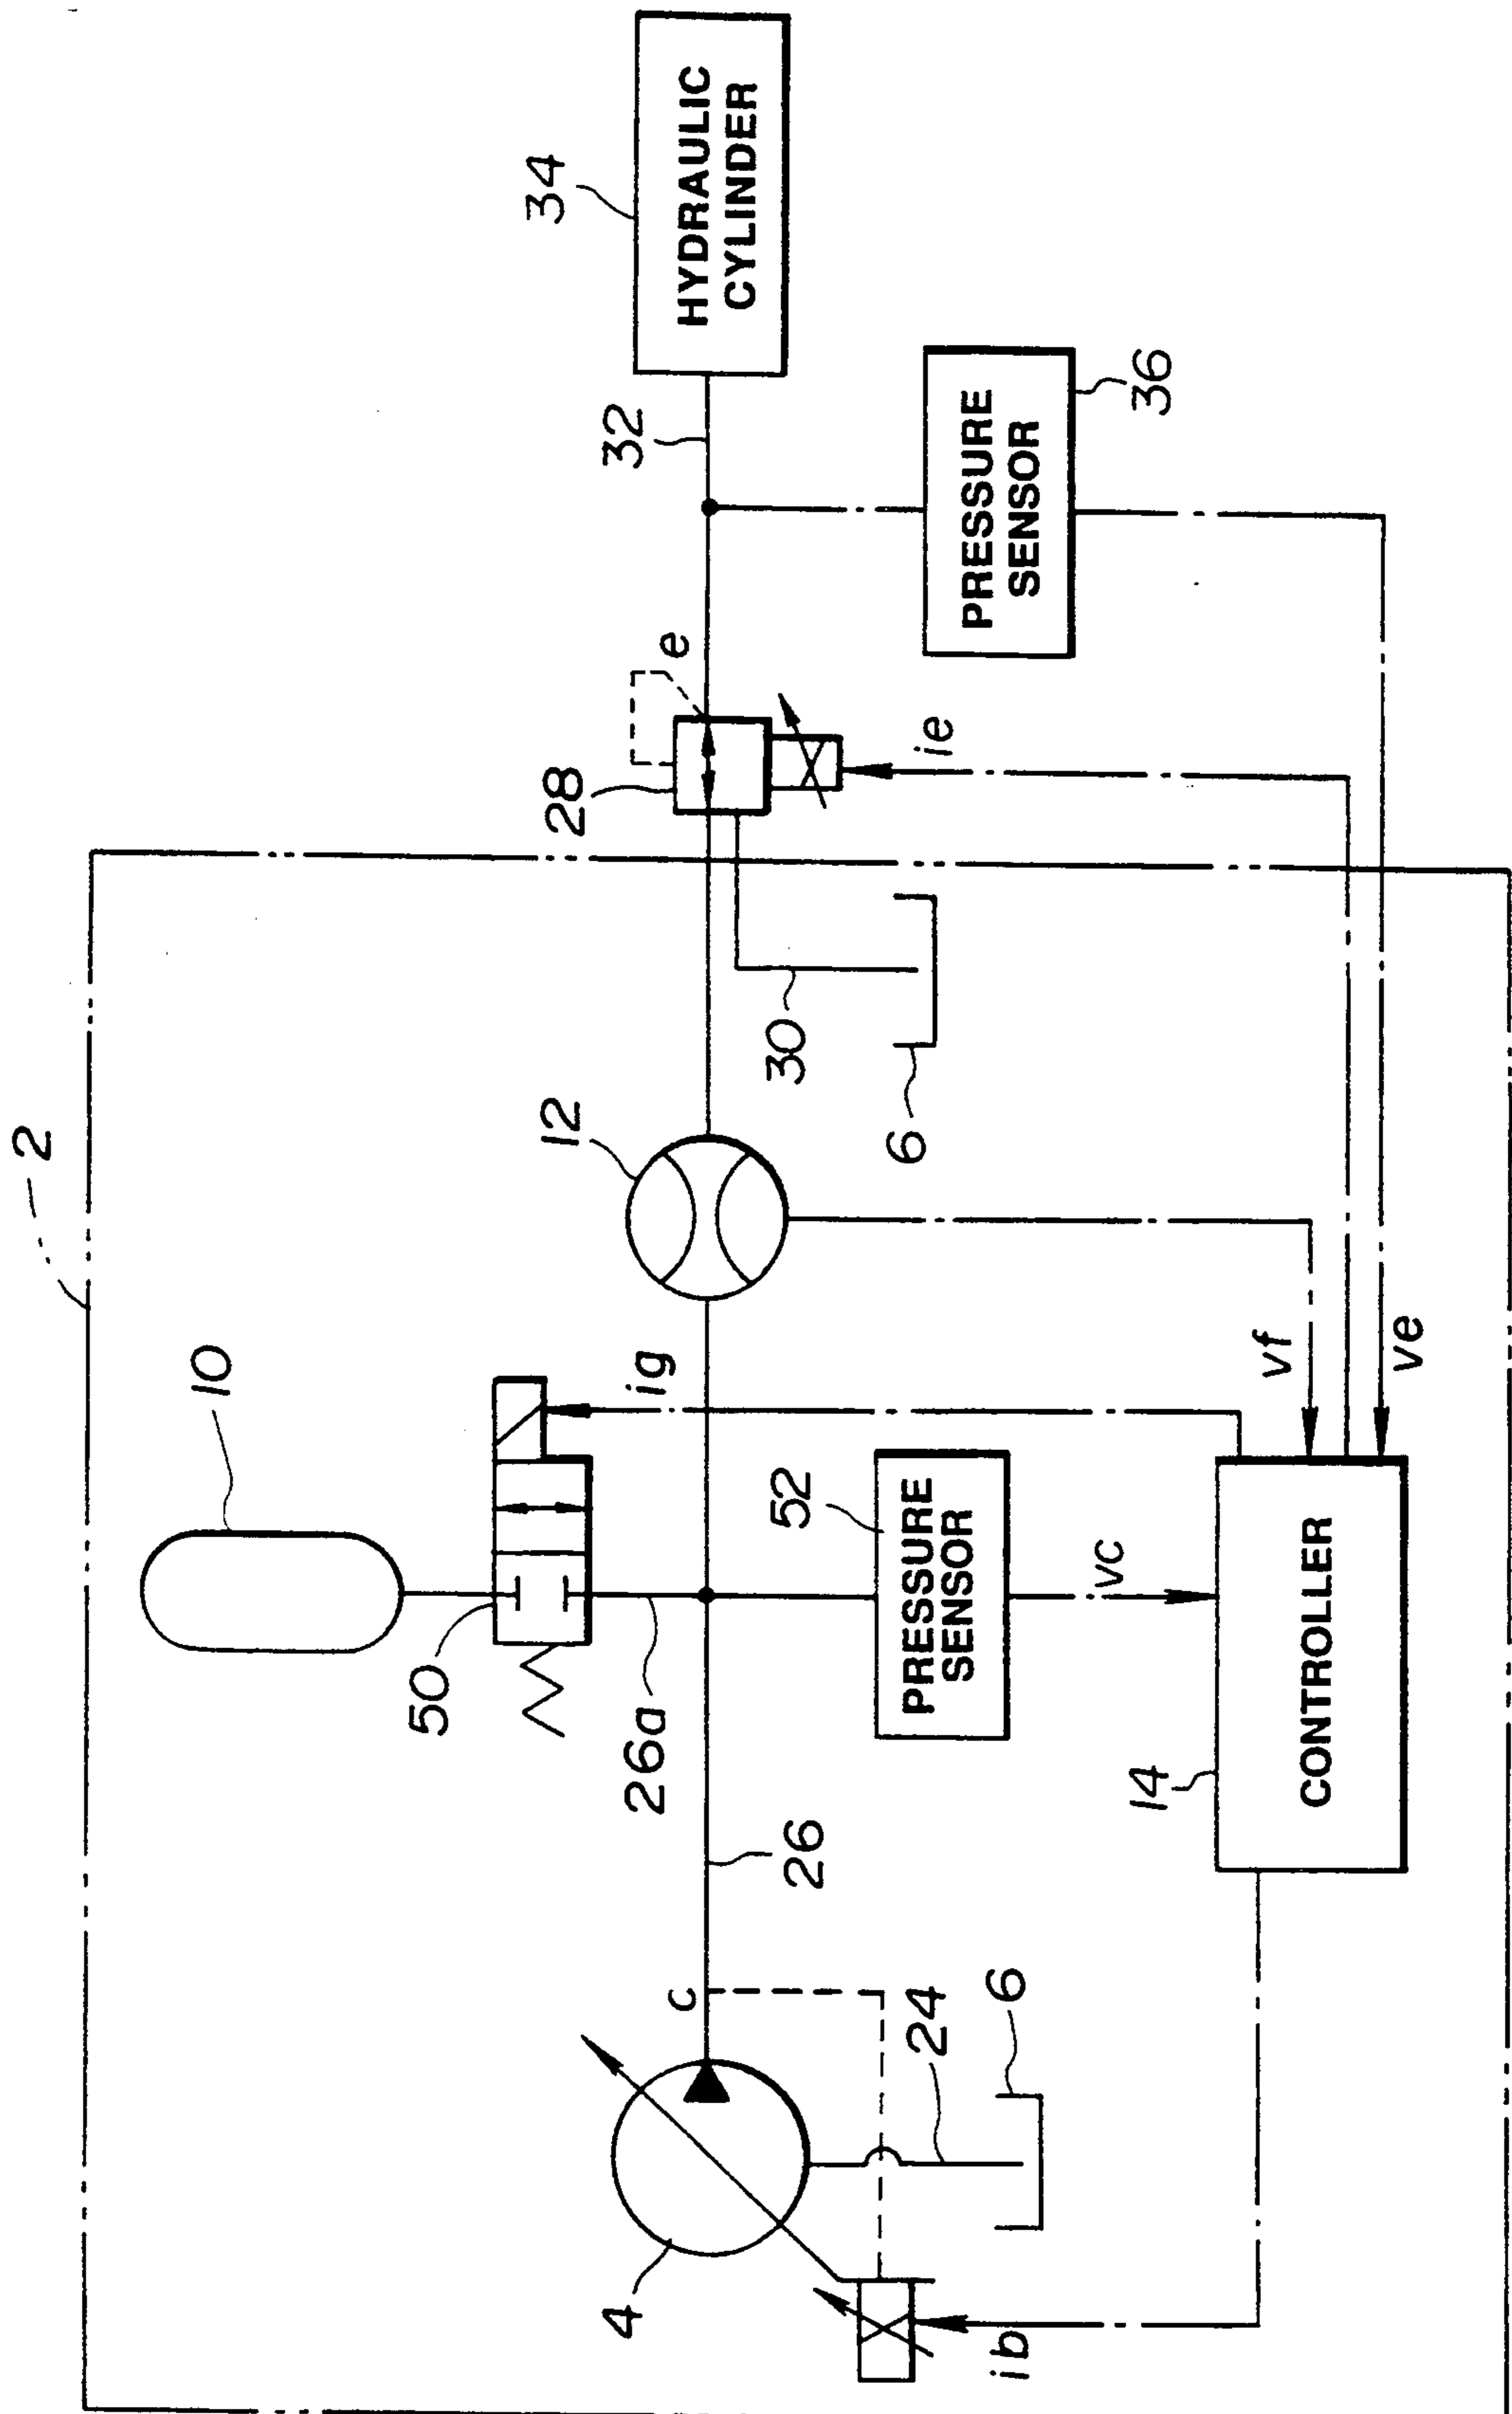 2
10
50
26a
ig
12
28
e
32
34
HYDRAULIC
CYLINDER
4
c
26
24
6
ib
52
PRESSURE
SENSOR
vc
14
CONTROLLER
30
6
vf
ve
ie
PRESSURE
SENSOR
36